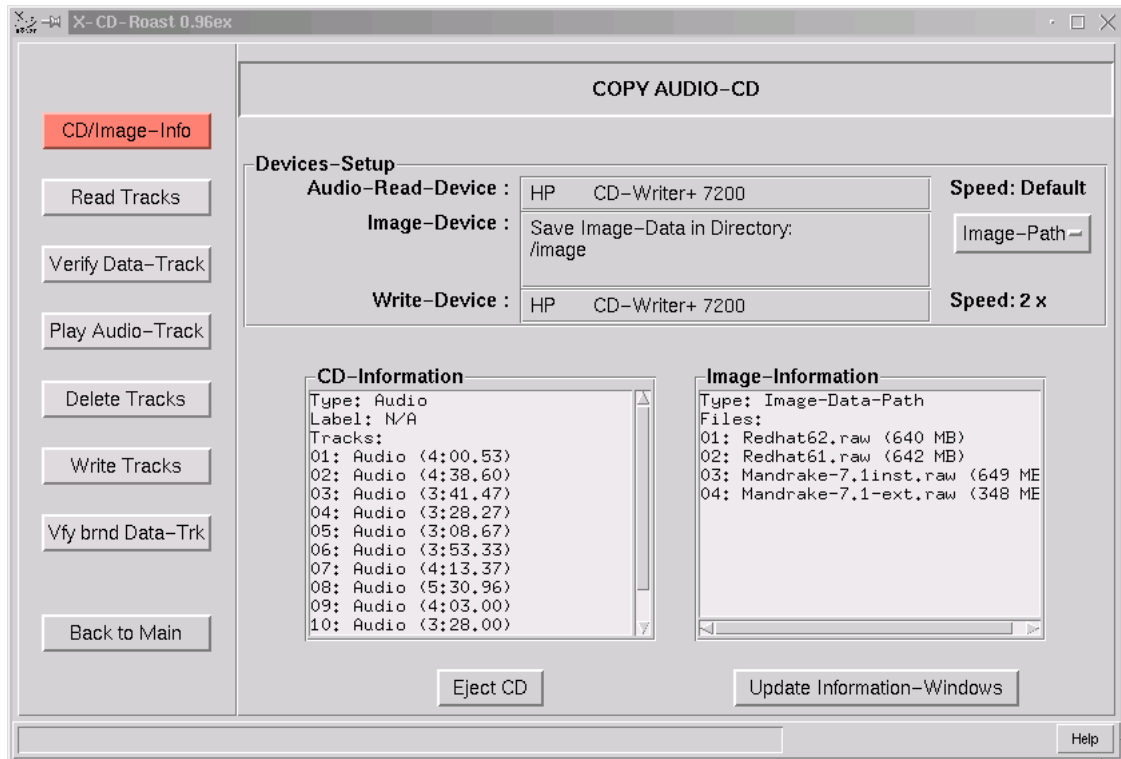 X-CD-Roast 0.96ex
COPY AUDIO-CD
CD/Image-Info
Read Tracks
Verify Data-Track
Play Audio-Track
Delete Tracks
Write Tracks
Vfy brnd Data-Trk
Back to Main
Devices-Setup
Audio-Read-Device : HP CD-Writer+ 7200 Speed: Default
Image-Device : Save Image-Data in Directory: Image-Path
/image
Write-Device : HP CD-Writer+ 7200 Speed: 2 x
CD-Information
Type: Audio
Label: N/A
Tracks:
01: Audio (4:00.53)
02: Audio (4:38.60)
03: Audio (3:41.47)
04: Audio (3:28.27)
05: Audio (3:08.67)
06: Audio (3:53.33)
07: Audio (4:13.37)
08: Audio (5:30.96)
09: Audio (4:03.00)
10: Audio (3:28.00)
Image-Information
Type: Image-Data-Path
Files:
01: Redhat62.raw (640 MB)
02: Redhat61.raw (642 MB)
03: Mandrake-7.1inst.raw (649 ME
04: Mandrake-7.1-ext.raw (348 ME
Eject CD
Update Information-Windows
Help